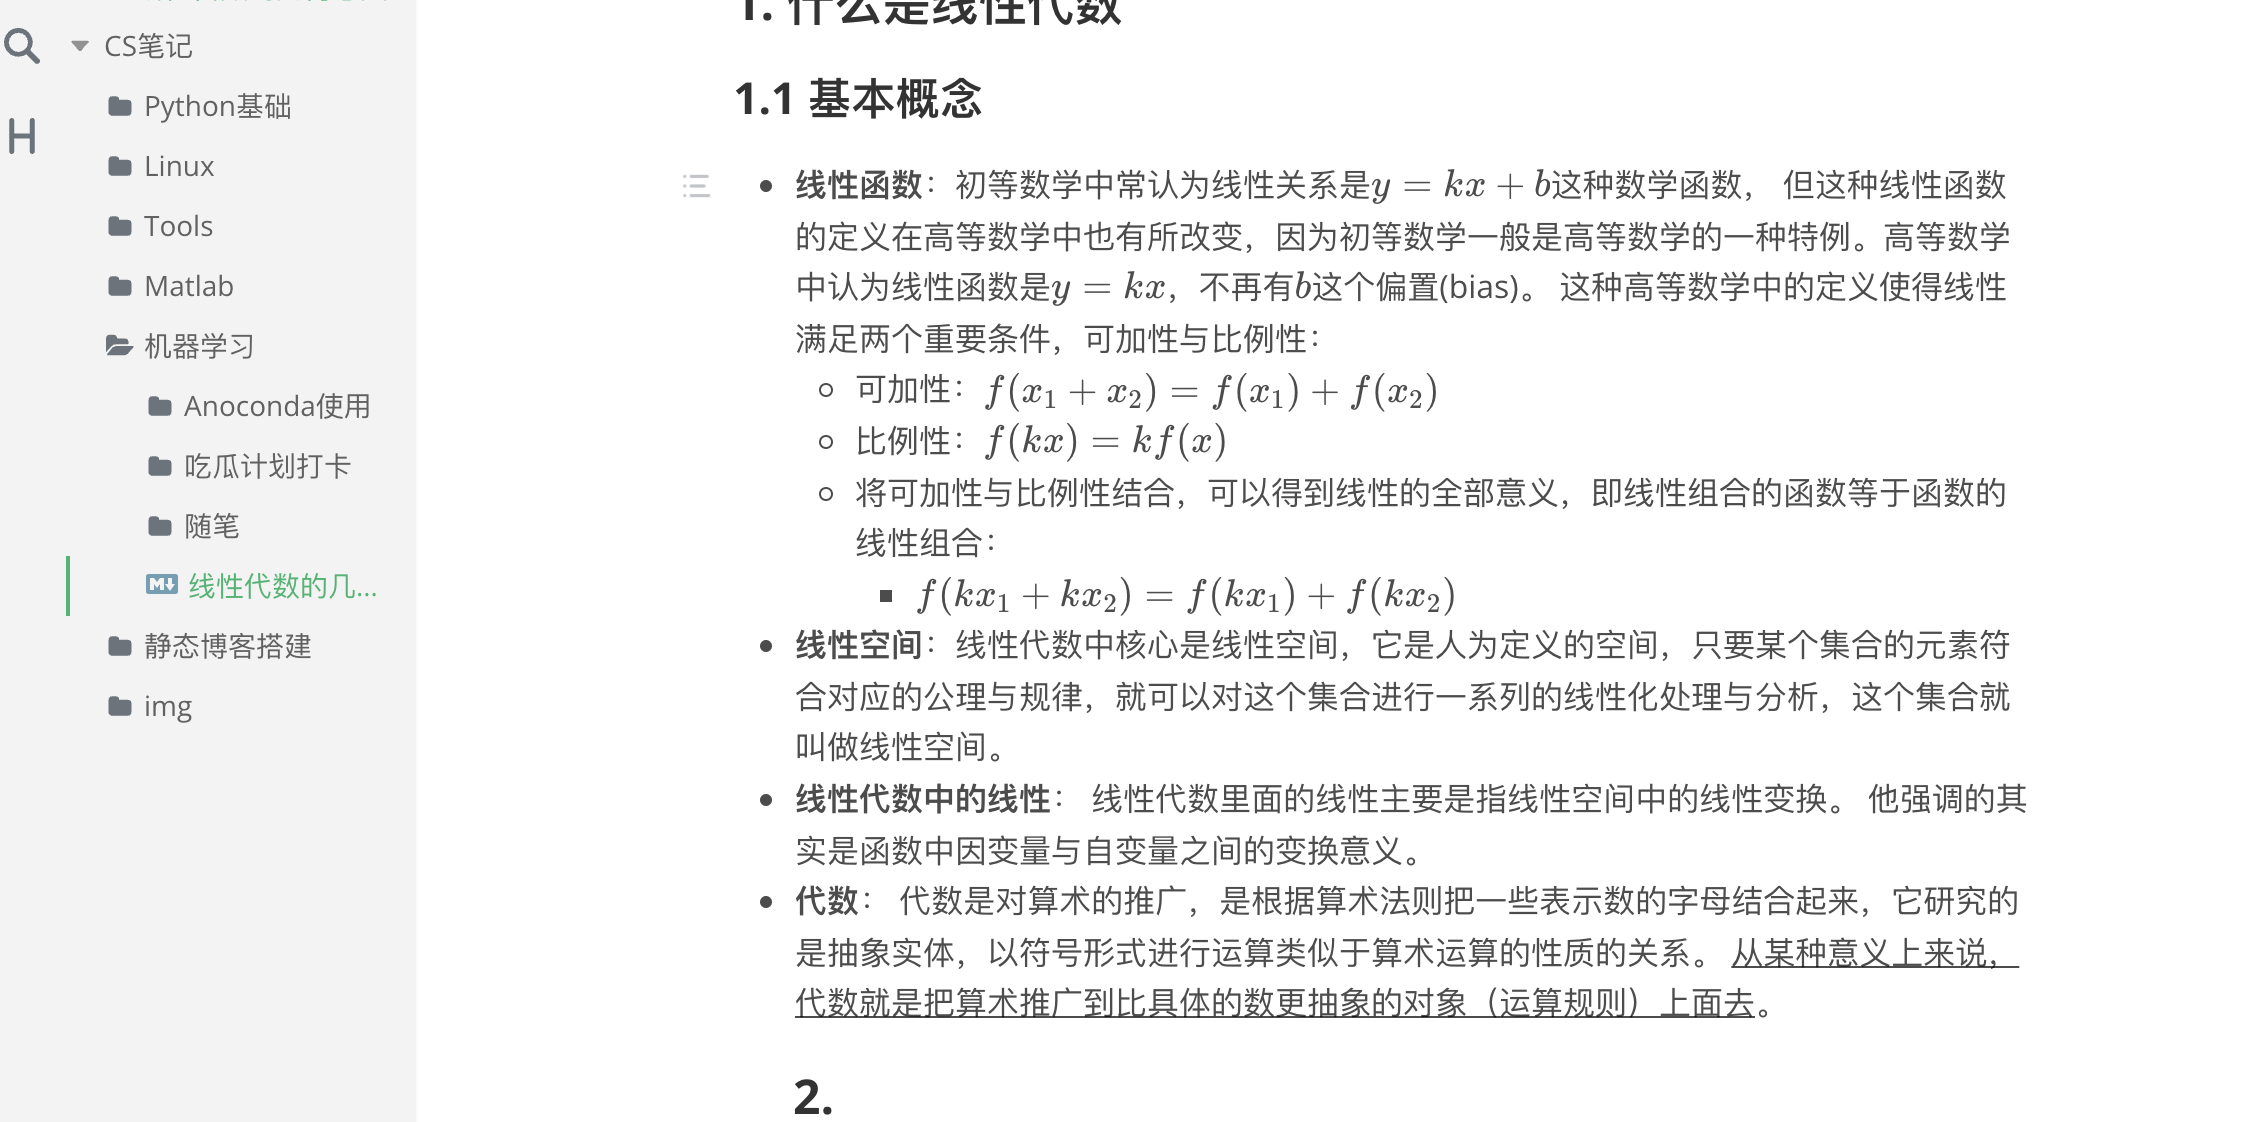 CS笔记
Python基础
Linux
Tools
Matlab
机器学习
Anoconda使用
吃瓜计划打卡
随笔
线性代数的几...
静态博客搭建
img
H
1. 什么是线性代数
1.1 基本概念
线性函数：初等数学中常认为线性关系是y = kx + b这种数学函数， 但这种线性函数
的定义在高等数学中也有所改变，因为初等数学一般是高等数学的一种特例。高等数学
中认为线性函数是y = kx，不再有b这个偏置(bias)。 这种高等数学中的定义使得线性
满足两个重要条件，可加性与比例性：
可加性：f(x₁ + x₂) = f(x₁) + f(x₂)
比例性：f(kx) = kf(x)
将可加性与比例性结合，可以得到线性的全部意义，即线性组合的函数等于函数的
线性组合：
f(kx₁ + kx₂) = f(kx₁) + f(kx₂)
线性空间：线性代数中核心是线性空间，它是人为定义的空间，只要某个集合的元素符
合对应的公理与规律，就可以对这个集合进行一系列的线性化处理与分析，这个集合就
叫做线性空间。
线性代数中的线性： 线性代数里面的线性主要是指线性空间中的线性变换。 他强调的其
实是函数中因变量与自变量之间的变换意义。
代数： 代数是对算术的推广，是根据算术法则把一些表示数的字母结合起来，它研究的
是抽象实体，以符号形式进行运算类似于算术运算的性质的关系。 从某种意义上来说，
代数就是把算术推广到比具体的数更抽象的对象（运算规则）上面去。
2.